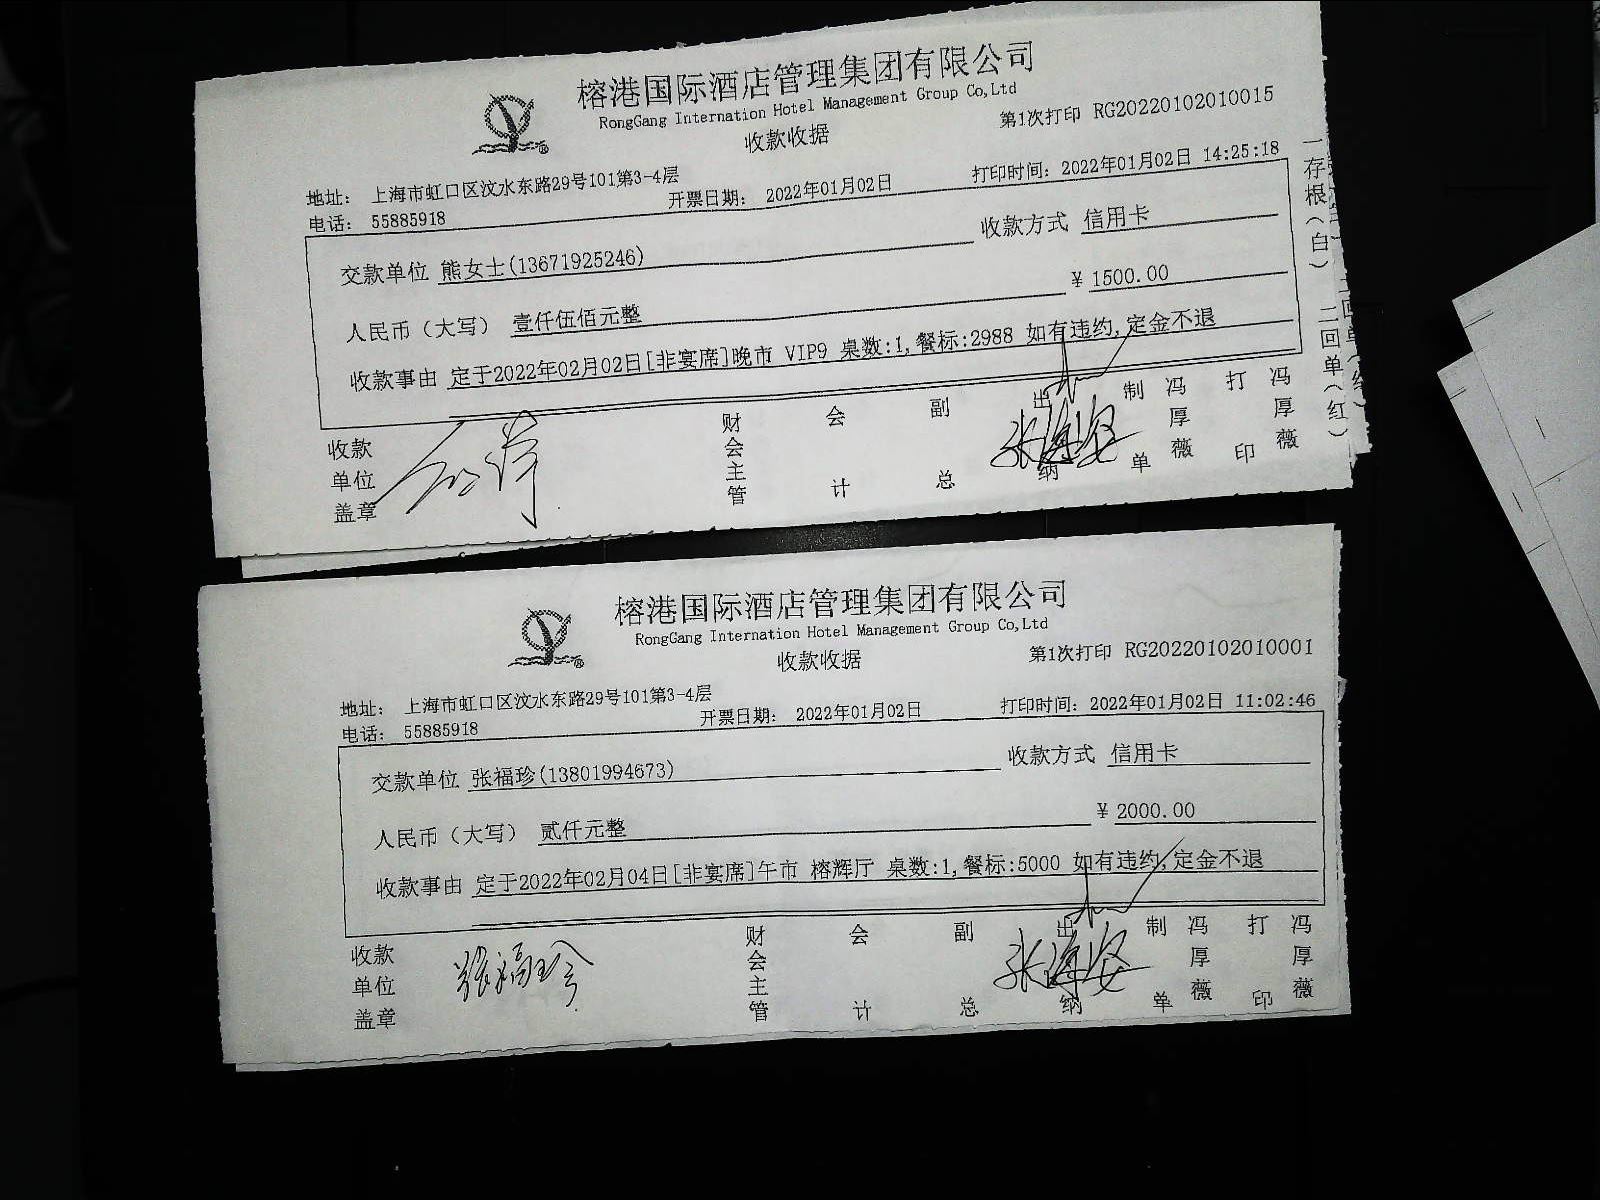 榕港国际酒店管理集团有限公司
RongGang Internation Hotel Management Group Co,Ltd
收款收据
第1次打印 RG20220102010015
地址： 上海市虹口区汶水东路29号101第3-4层
电话： 55885918
开票日期： 2022年01月02日
打印时间：2022年01月02日 14:25:18
交款单位 熊女士(13671925246)
收款方式 信用卡
人民币（大写） 壹仟伍佰元整
¥ 1500.00
收款事由 定于2022年02月02日[非宴席]晚市 VIP9 桌数:1,餐标:2988 如有违约,定金不退
收款单位盖章
财会主管
会计
副总
出纳
张海姿
制单
冯厚薇
打印
冯厚薇
一存根（白）
二回单（红）
榕港国际酒店管理集团有限公司
RongGang Internation Hotel Management Group Co,Ltd
收款收据
第1次打印 RG20220102010001
地址： 上海市虹口区汶水东路29号101第3-4层
电话： 55885918
开票日期： 2022年01月02日
打印时间：2022年01月02日 11:02:46
交款单位 张福珍(13801994673)
收款方式 信用卡
人民币（大写） 贰仟元整
¥ 2000.00
收款事由 定于2022年02月04日[非宴席]午市 榕辉厅 桌数:1,餐标:5000 如有违约,定金不退
收款单位盖章
张福珍
财会主管
会计
副总
出纳
张海姿
制单
冯厚薇
打印
冯厚薇